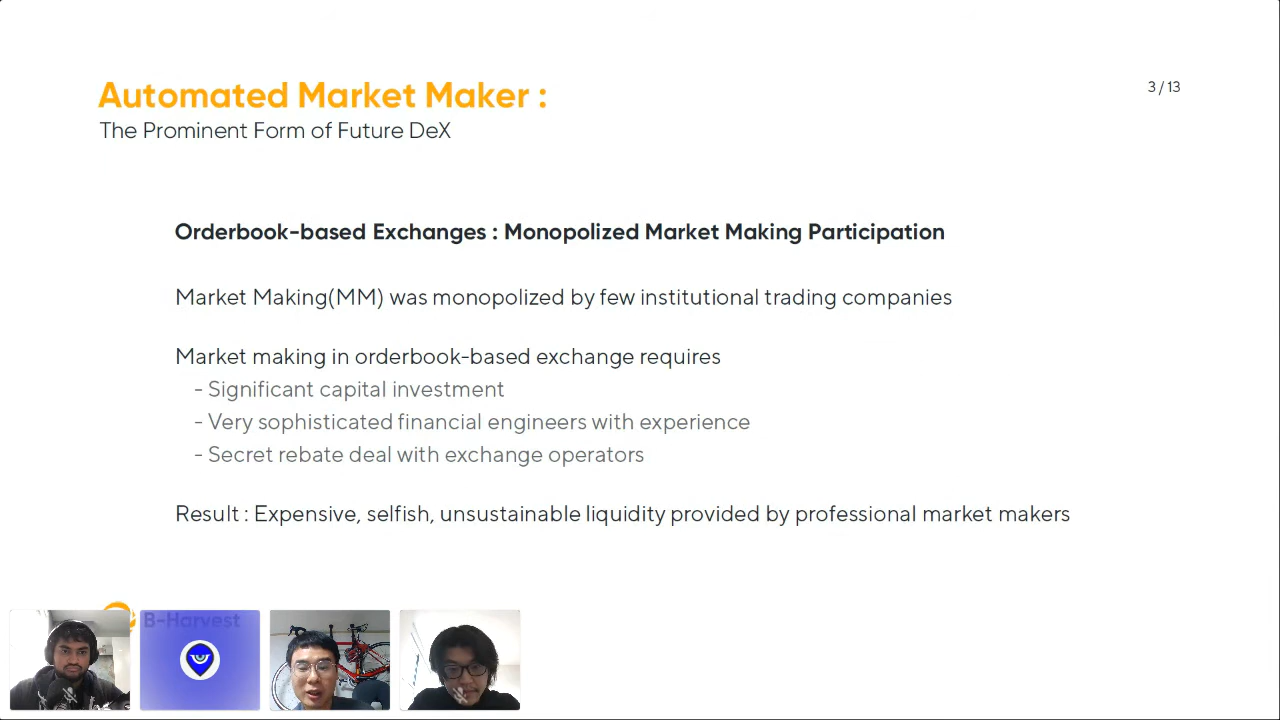 Automated Market Maker :
3 / 13
The Prominent Form of Future DeX
Orderbook-based Exchanges : Monopolized Market Making Participation
Market Making(MM) was monopolized by few institutional trading companies
Market making in orderbook-based exchange requires
- Significant capital investment
- Very sophisticated financial engineers with experience
- Secret rebate deal with exchange operators
Result : Expensive, selfish, unsustainable liquidity provided by professional market makers
B-Harvest